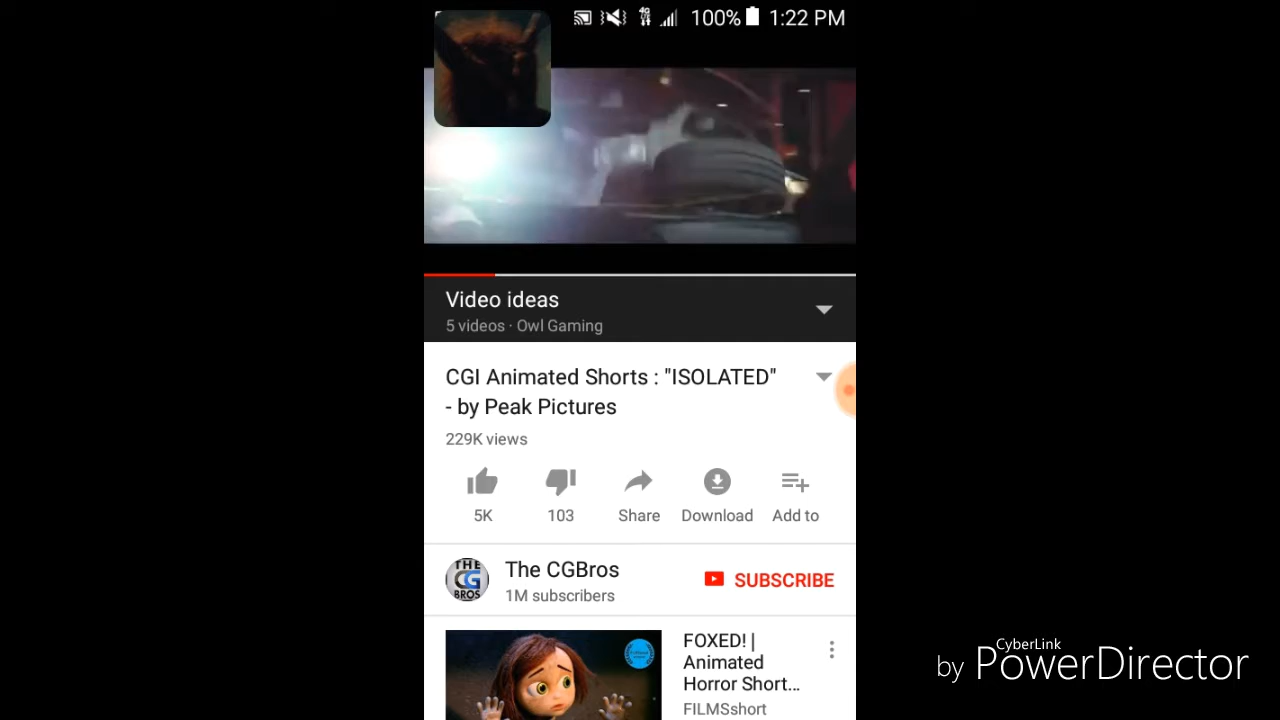 4G 100% 1:22 PM
Video ideas
5 videos · Owl Gaming
CGI Animated Shorts : "ISOLATED"
- by Peak Pictures
229K views
5K 103 Share Download Add to
THE CG BROS
The CGBros
1M subscribers
SUBSCRIBE
FOXED! |
Animated
Horror Short...
FILMSshort
CyberLink
by PowerDirector